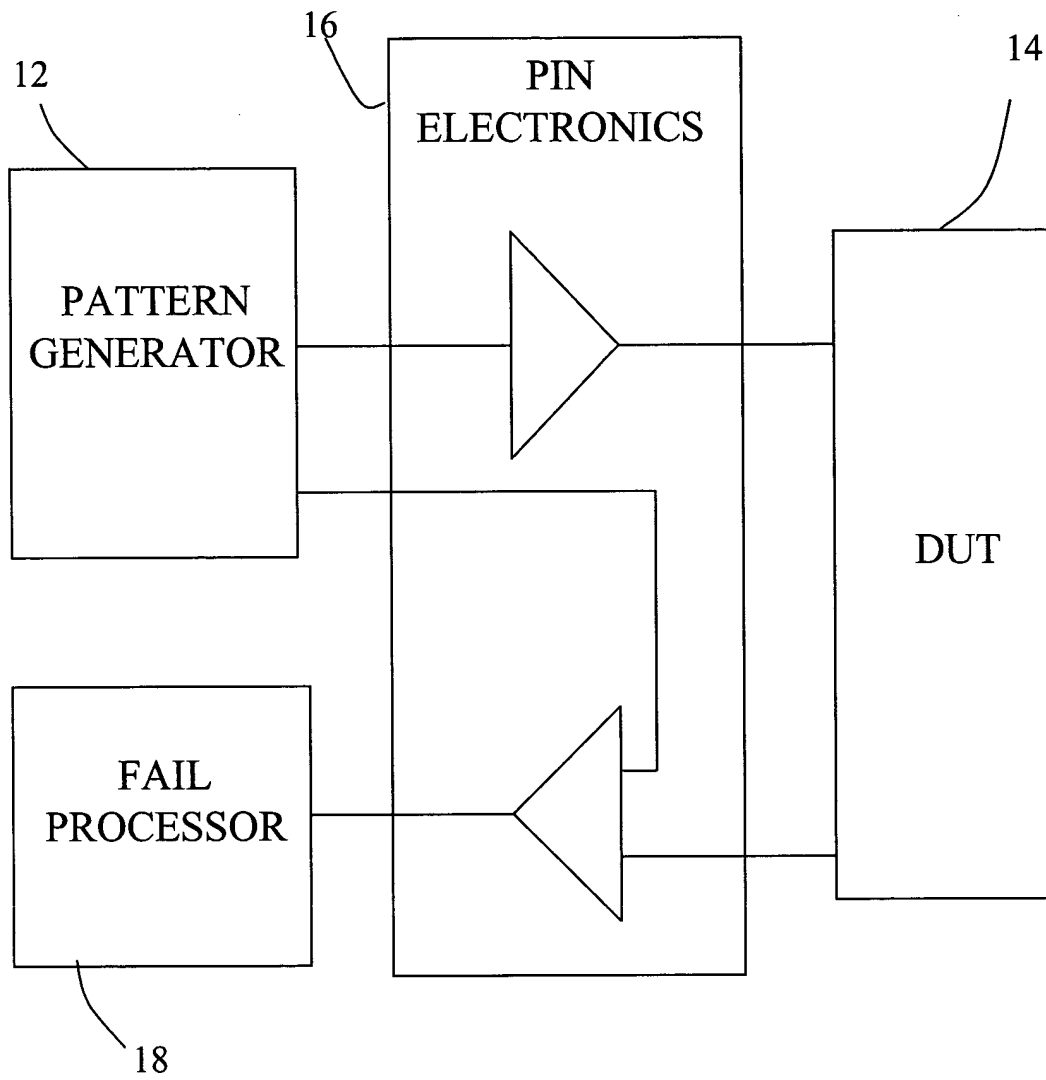 16
PIN
ELECTRONICS
14
12
PATTERN
GENERATOR
DUT
FAIL
PROCESSOR
18